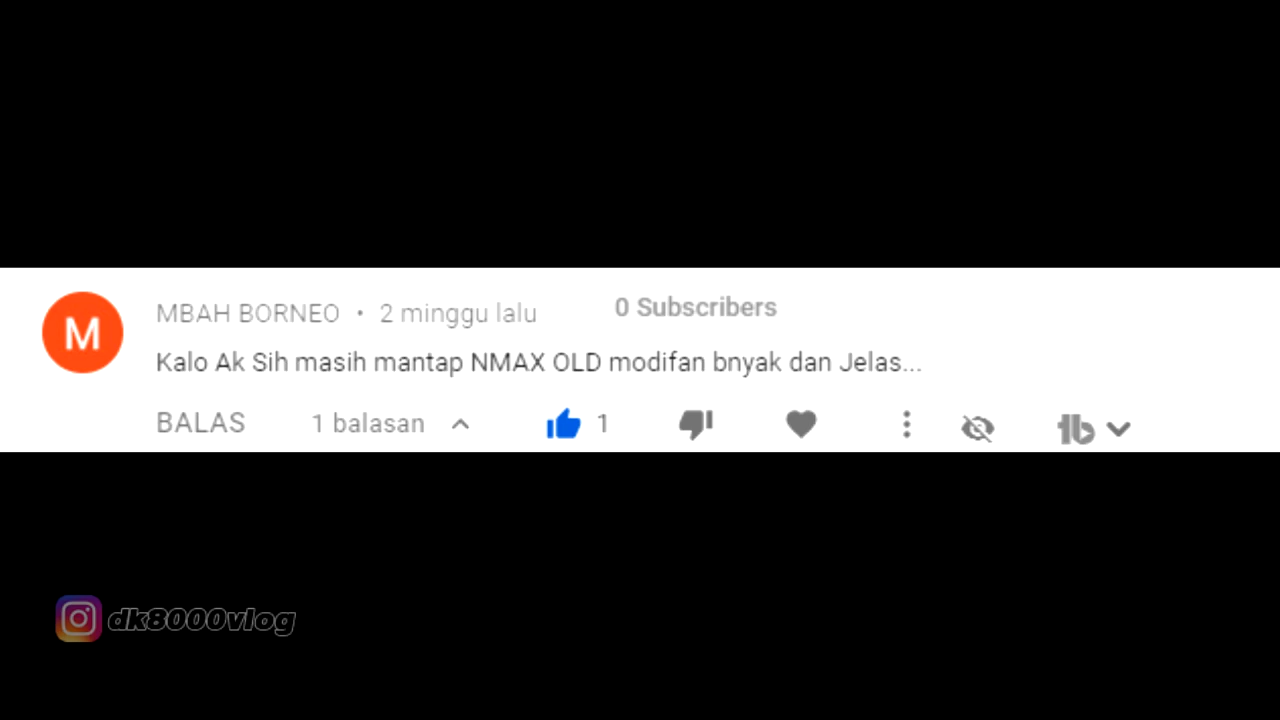 MBAH BORNEO • 2 minggu lalu 0 Subscribers
M
Kalo Ak Sih masih mantap NMAX OLD modifan bnyak dan Jelas...
BALAS 1 balasan 1
dk8000vlog